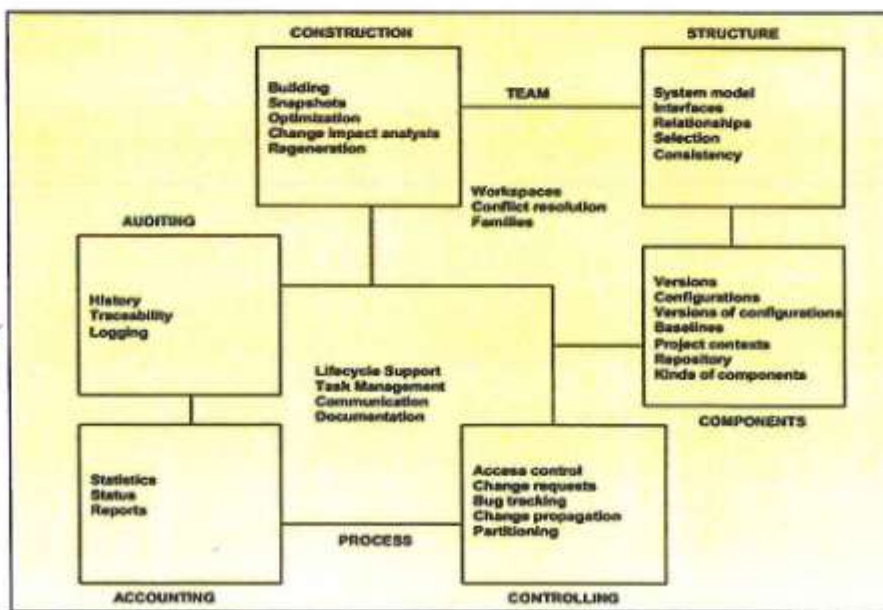 CONSTRUCTION
STRUCTURE
Building
Snapshots
Optimization
Change impact analysis
Regeneration
TEAM
System model
Interfaces
Relationships
Selection
Consistency
Workspaces
Conflict resolution
Families
AUDITING
History
Traceability
Logging
Versions
Configurations
Versions of configurations
Baselines
Project contexts
Repository
Kinds of components
COMPONENTS
Lifecycle Support
Task Management
Communication
Documentation
Statistics
Status
Reports
ACCOUNTING
PROCESS
Access control
Change requests
Bug tracking
Change propagation
Partitioning
CONTROLLING